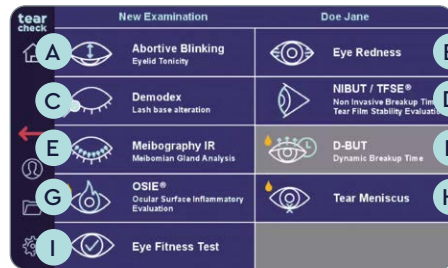 tear
check
New Examination
Doe Jane
A
Abortive Blinking
Eyelid Tonicity
Eye Redness
C
Demodex
Lash base alteration
NIBUT / TFSE®
Non Invasive Breakup Time
Tear Film Stability Evaluation
E
Meibography IR
Meibomian Gland Analysis
D-BUT
Dynamic Breakup Time
G
OSIE®
Ocular Surface Inflammatory
Evaluation
Tear Meniscus
I
Eye Fitness Test